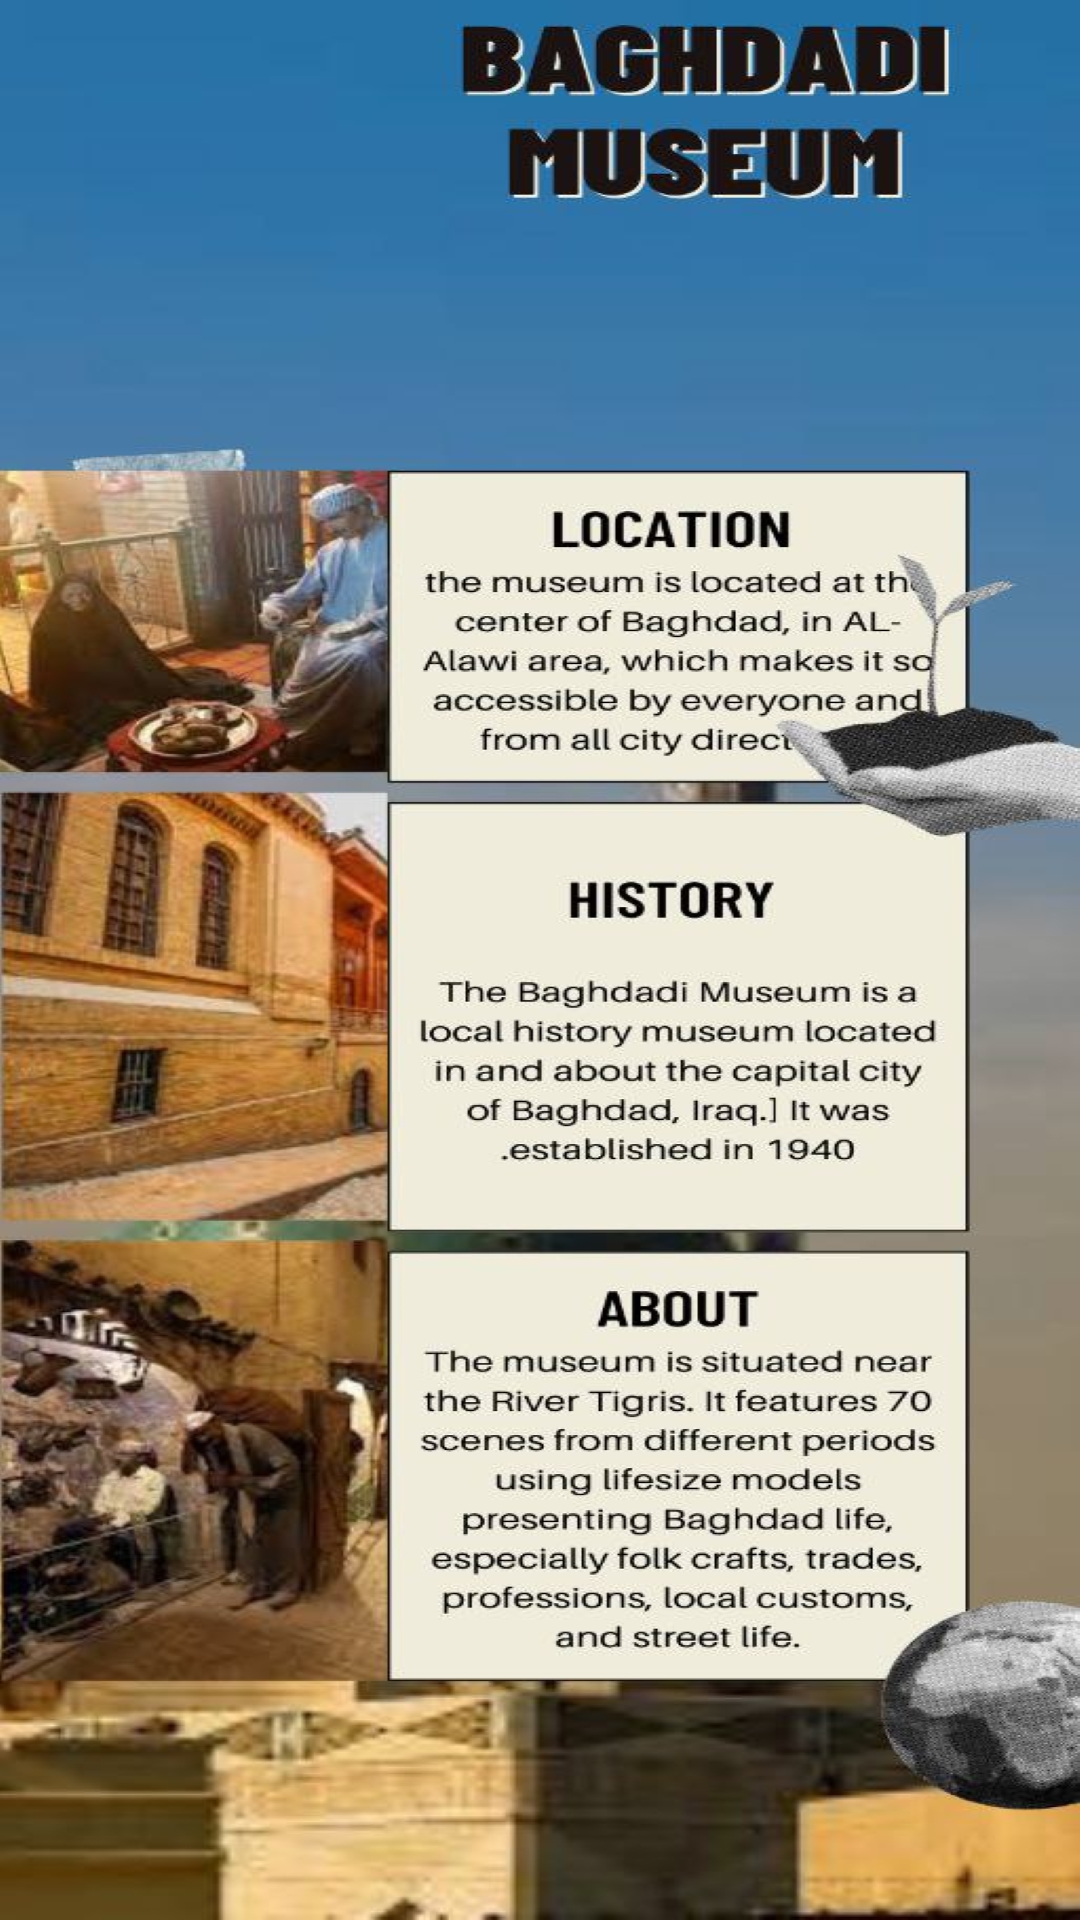 BAGHDADI
MUSEUM
LOCATION
the museum is located at the
center of Baghdad, in AL-
Alawi area, which makes it so
accessible by everyone and
from all city
HISTORY
The Baghdadi Museum is a
local history museum located
in and about the capital city
of Baghdad, Iraq.] It was
.established in 1940
ABOUT
The museum is situated near
the River Tigris. It features 70
scenes from different periods
using lifesize models
presenting Baghdad life,
especially folk crafts, trades,
professions, local customs,
and street life.